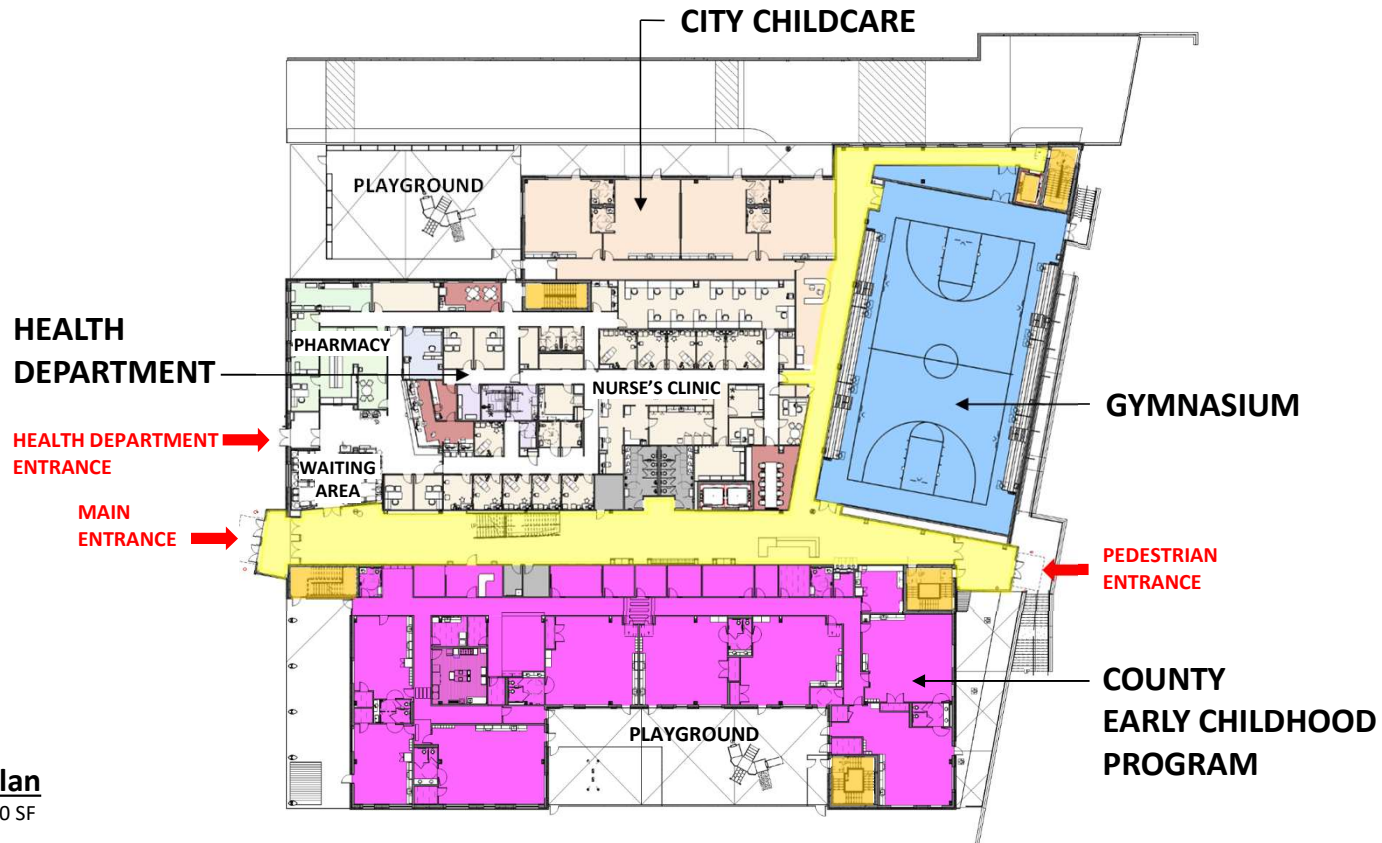 CITY CHILDCARE
PLAYGROUND
HEALTH
DEPARTMENT
PHARMACY
NURSE'S CLINIC
GYMNASIUM
HEALTH DEPARTMENT
ENTRANCE
WAITING
AREA
MAIN
ENTRANCE
PEDESTRIAN
ENTRANCE
COUNTY
EARLY CHILDHOOD
PROGRAM
PLAYGROUND
lan
0 SF